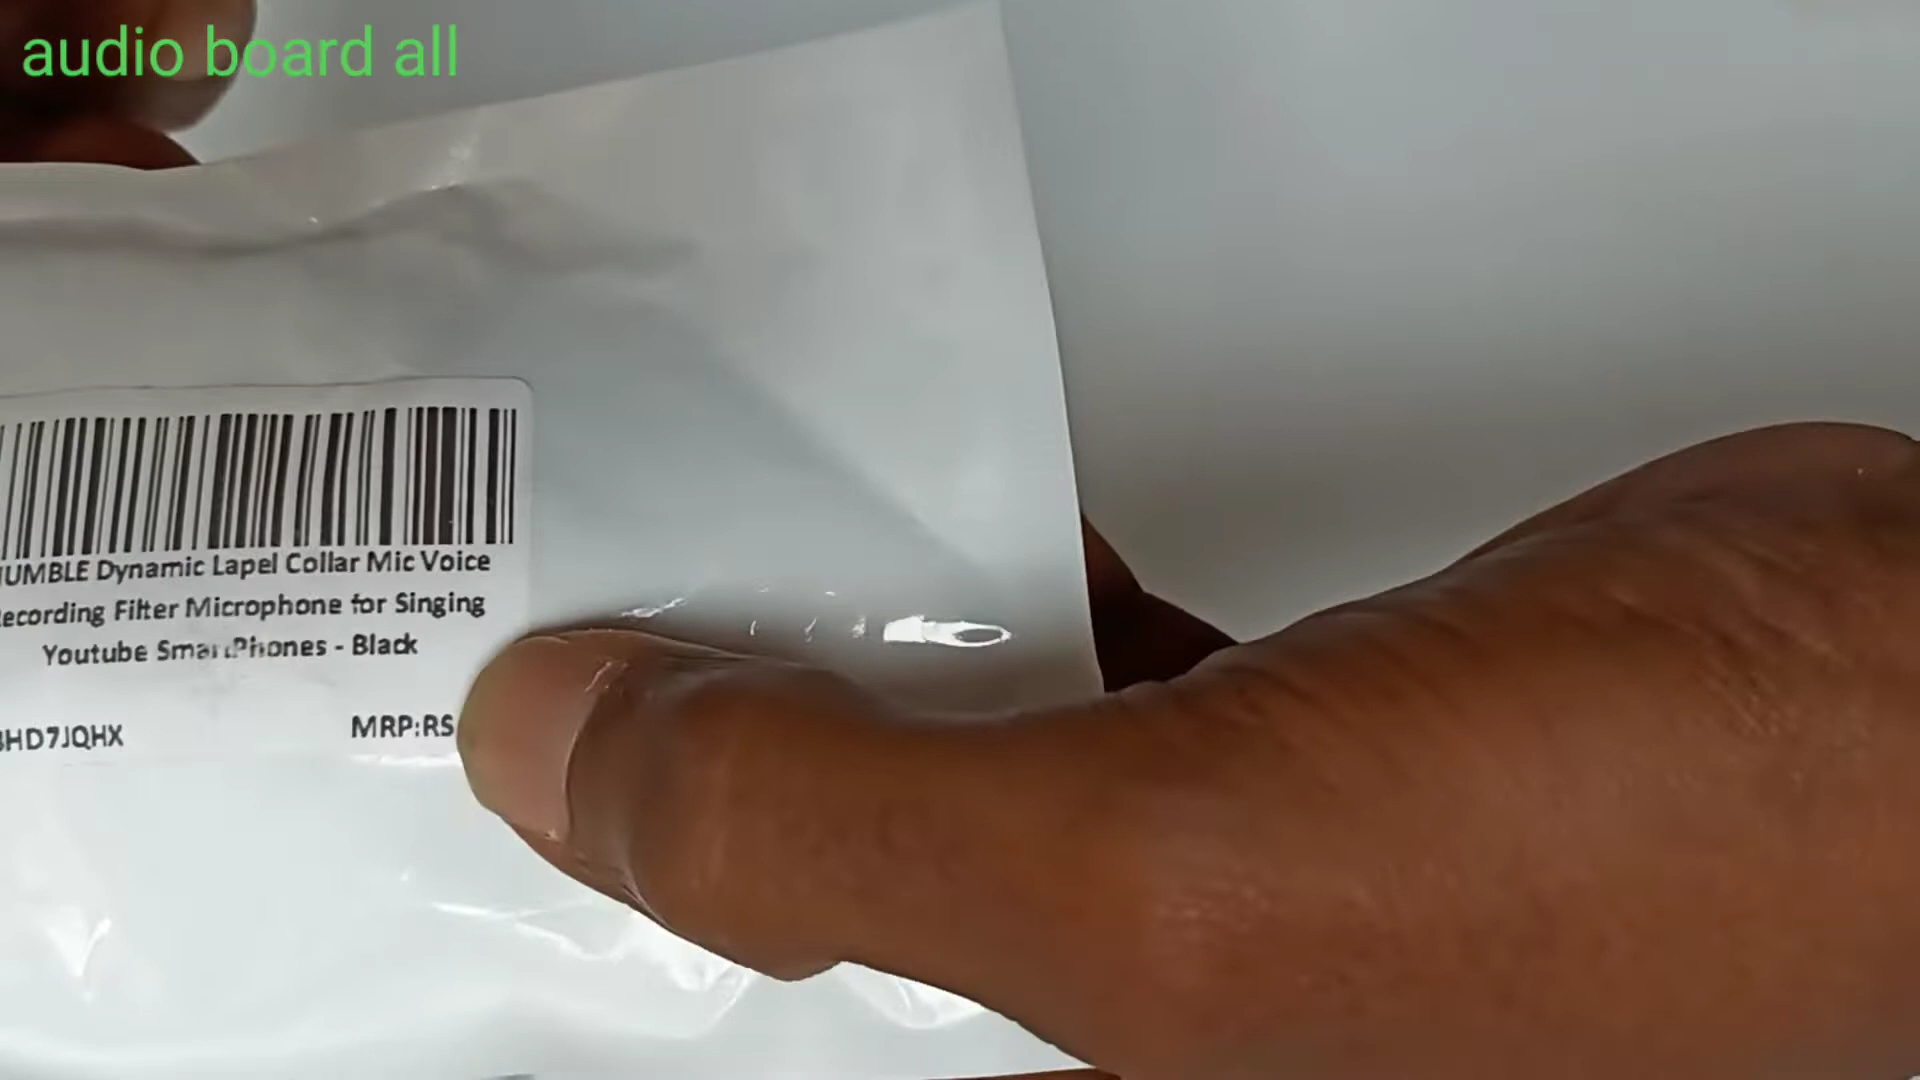 audio board all
UMBLE Dynamic Lapel Collar Mic Voice
ecording Filter Microphone for Singing
Youtube SmartPhones - Black
HD7JQHX MRP:RS